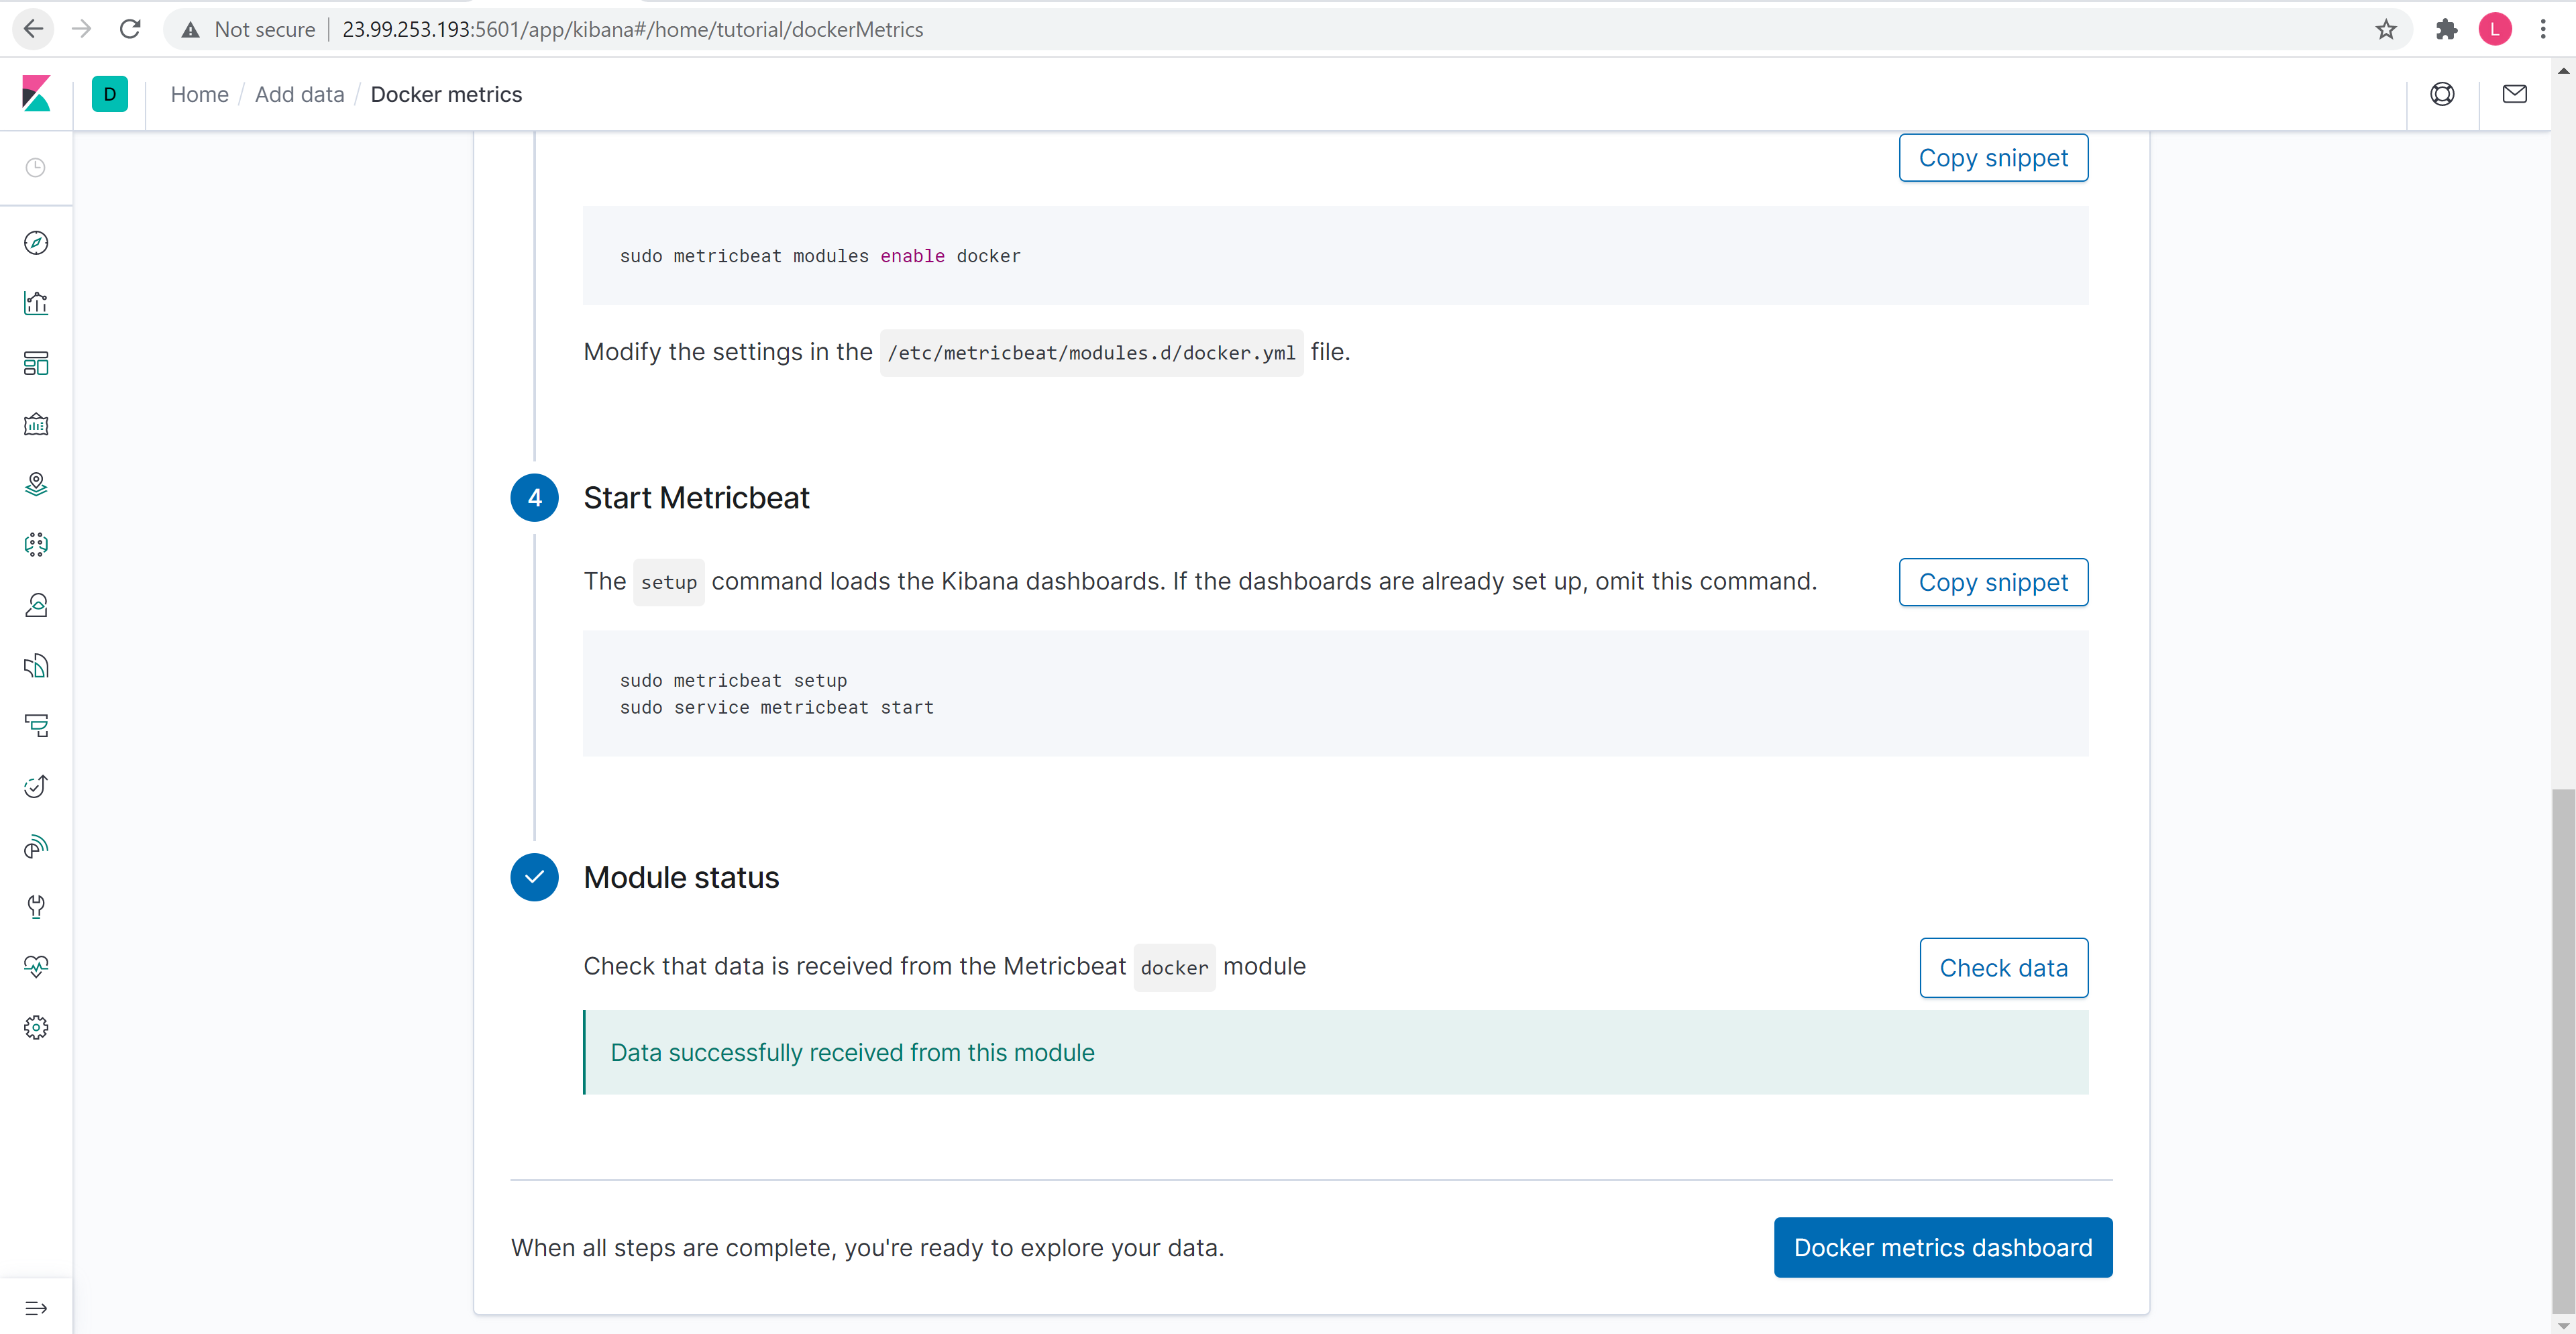 Not secure | 23.99.253.193:5601/app/kibana#/home/tutorial/dockerMetrics
L
D
Home / Add data / Docker metrics
Copy snippet
sudo metricbeat modules enable docker
Modify the settings in the /etc/metricbeat/modules.d/docker.yml file.
4 Start Metricbeat
The setup command loads the Kibana dashboards. If the dashboards are already set up, omit this command.
Copy snippet
sudo metricbeat setup
sudo service metricbeat start
Module status
Check that data is received from the Metricbeat docker module
Check data
Data successfully received from this module
When all steps are complete, you're ready to explore your data.
Docker metrics dashboard